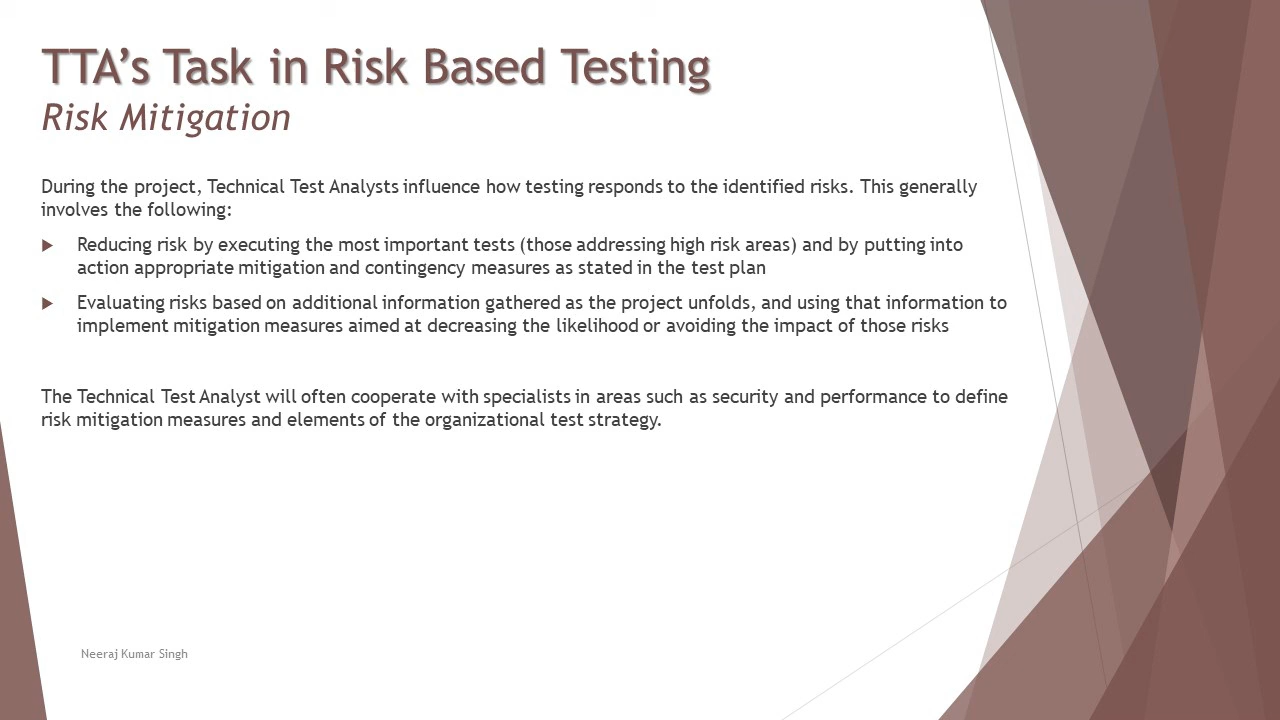 TTA’s Task in Risk Based Testing
Risk Mitigation
During the project, Technical Test Analysts influence how testing responds to the identified risks. This generally
involves the following:
Reducing risk by executing the most important tests (those addressing high risk areas) and by putting into
action appropriate mitigation and contingency measures as stated in the test plan
Evaluating risks based on additional information gathered as the project unfolds, and using that information to
implement mitigation measures aimed at decreasing the likelihood or avoiding the impact of those risks
The Technical Test Analyst will often cooperate with specialists in areas such as security and performance to define
risk mitigation measures and elements of the organizational test strategy.
Neeraj Kumar Singh